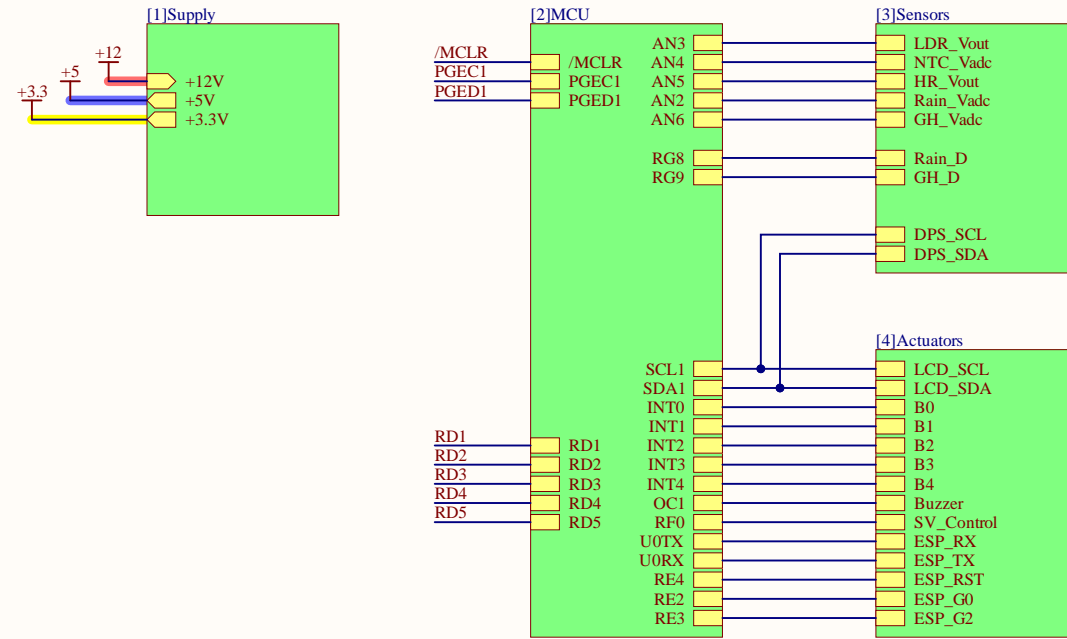 [1]Supply
+12
+5
+3.3
+12V
+5V
+3.3V
[2]MCU
/MCLR
PGEC1
PGED1
/MCLR
PGEC1
PGED1
RD1
RD2
RD3
RD4
RD5
RD1
RD2
RD3
RD4
RD5
AN3
AN4
AN5
AN2
AN6
RG8
RG9
SCL1
SDA1
INT0
INT1
INT2
INT3
INT4
OC1
RF0
U0TX
U0RX
RE4
RE2
RE3
[3]Sensors
LDR_Vout
NTC_Vadc
HR_Vout
Rain_Vadc
GH_Vadc
Rain_D
GH_D
DPS_SCL
DPS_SDA
[4]Actuators
LCD_SCL
LCD_SDA
B0
B1
B2
B3
B4
Buzzer
SV_Control
ESP_RX
ESP_TX
ESP_RST
ESP_G0
ESP_G2